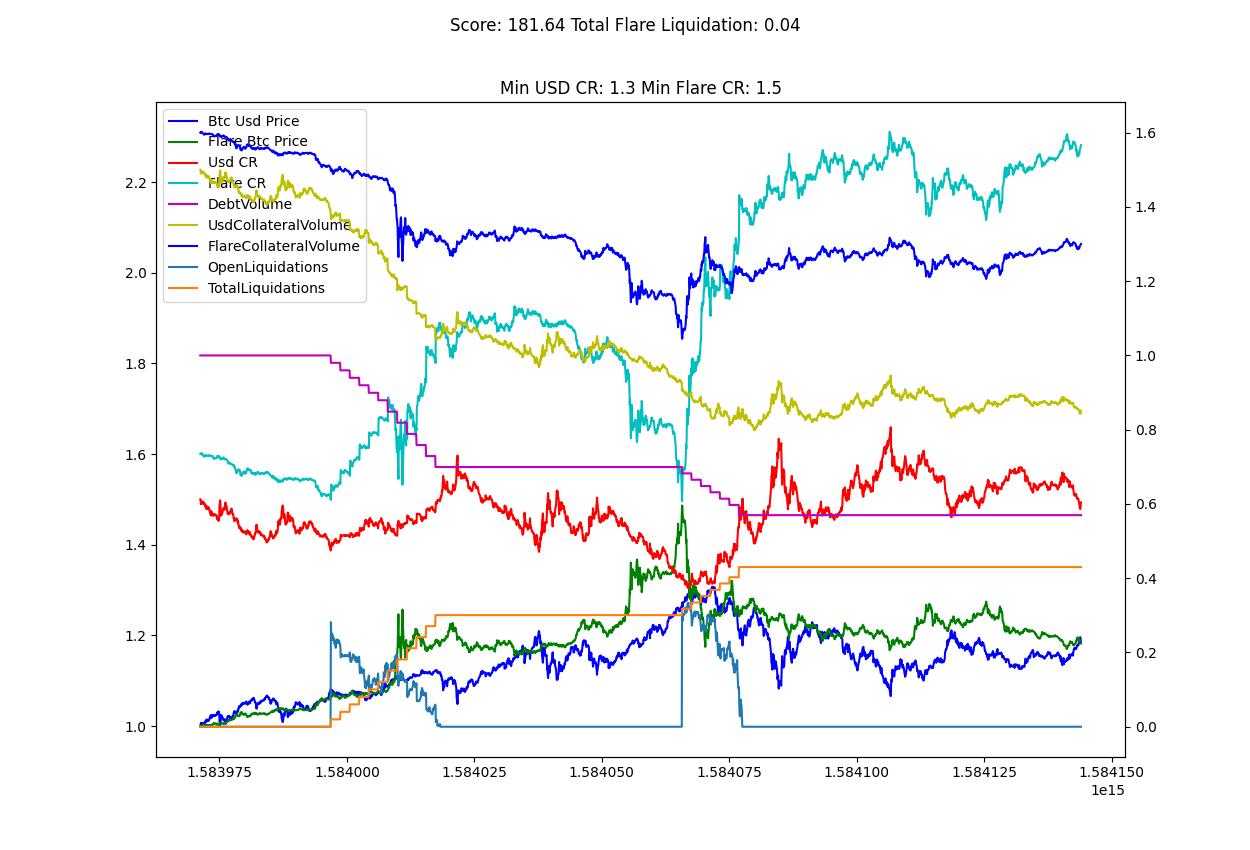 Score: 181.64 Total Flare Liquidation: 0.04
Min USD CR: 1.3 Min Flare CR: 1.5
Btc Usd Price
Flare Btc Price
Usd CR
Flare CR
DebtVolume
UsdCollateralVolume
FlareCollateralVolume
OpenLiquidations
TotalLiquidations
2.2
2.0
1.8
1.6
1.4
1.2
1.0
1.6
1.4
1.2
1.0
0.8
0.6
0.4
0.2
0.0
1.583975 1.584000 1.584025 1.584050 1.584075 1.584100 1.584125 1.584150
1e15